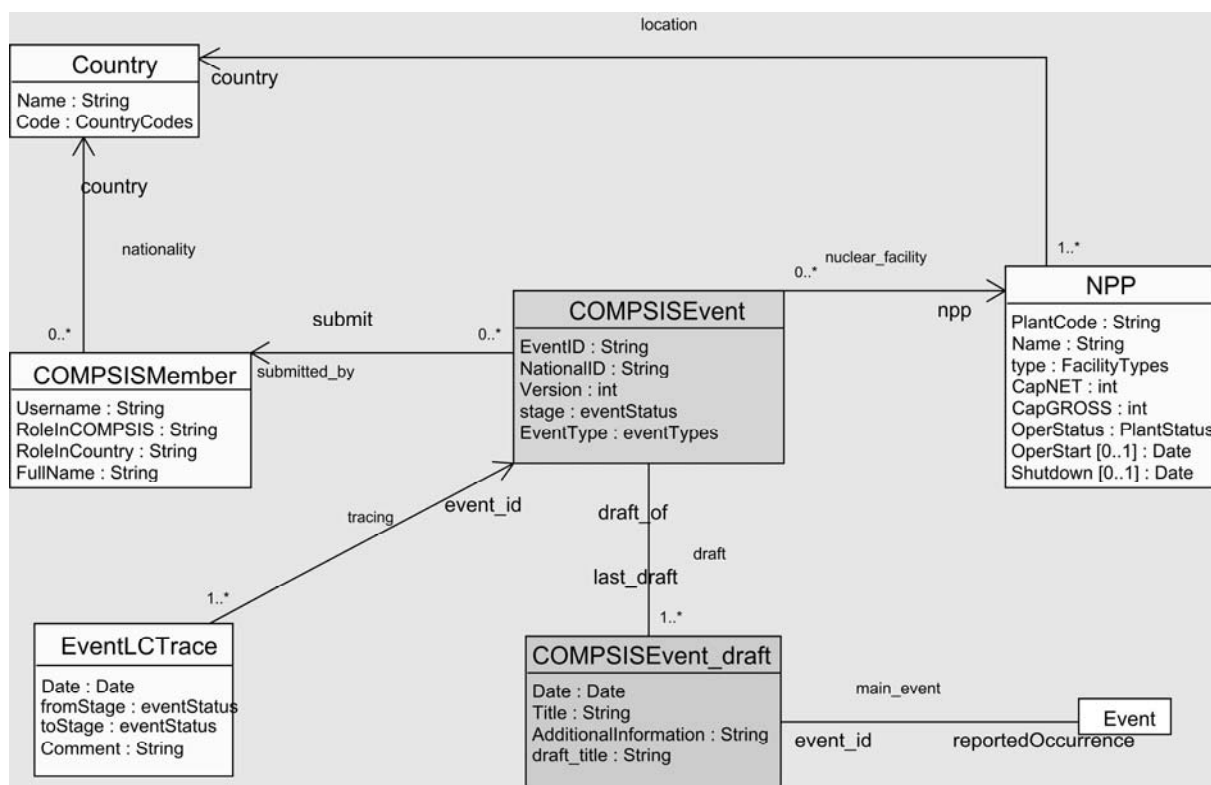 location
Country
country
Name : String
Code : CountryCodes
country
nationality
0..*
nuclear_facility
1..*
0..*
NPP
npp
PlantCode : String
Name : String
type : FacilityTypes
CapNET : int
CapGROSS : int
OperStatus : PlantStatus
OperStart [0..1] : Date
Shutdown [0..1] : Date
submit
0..*
submitted_by
COMPSISEvent
EventID : String
NationalID : String
Version : int
stage : eventStatus
EventType : eventTypes
COMPSISMember
Username : String
RoleInCOMPSIS : String
RoleInCountry : String
FullName : String
tracing
event_id
draft_of
draft
last_draft
1..*
1..*
EventLCTrace
Date : Date
fromStage : eventStatus
toStage : eventStatus
Comment : String
COMPSISEvent_draft
Date : Date
Title : String
AdditionalInformation : String
draft_title : String
main_event
Event
event_id
reportedOccurrence